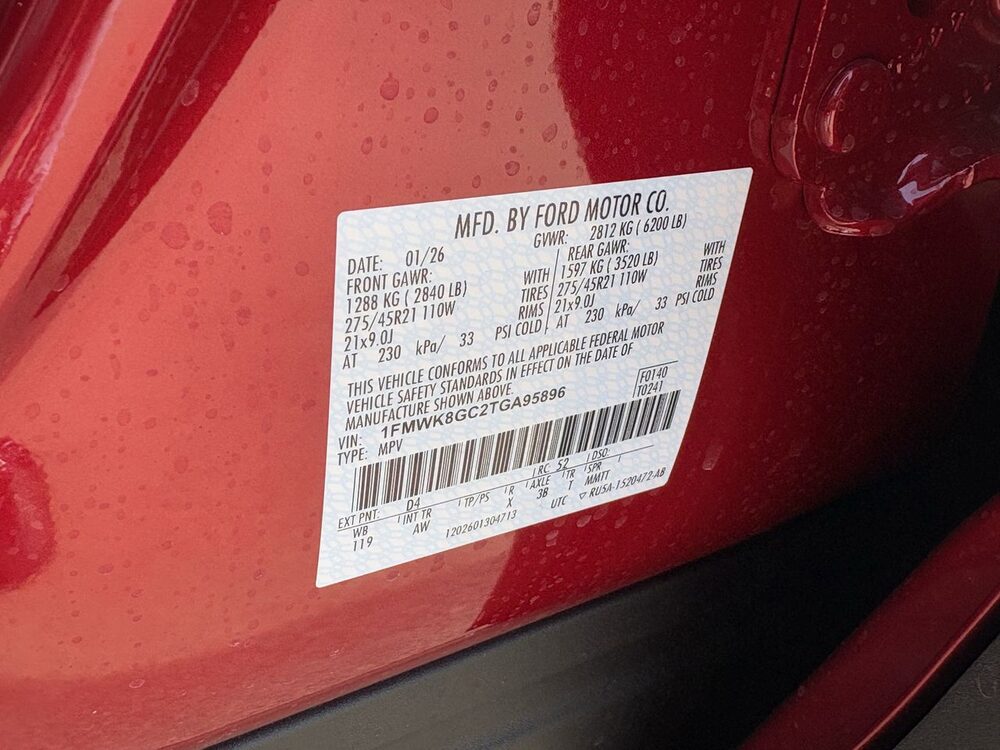 MFD. BY FORD MOTOR CO.
DATE: 01/26 GVWR: 2812 KG ( 6200 LB)
FRONT GAWR: REAR GAWR:
1288 KG ( 2840 LB) WITH 1597 KG ( 3520 LB) WITH
275/45R21 110W TIRES 275/45R21 110W TIRES
21x9.0J RIMS 21x9.0J RIMS
AT 230 kPa/ 33 PSI COLD AT 230 kPa/ 33 PSI COLD
THIS VEHICLE CONFORMS TO ALL APPLICABLE FEDERAL MOTOR
VEHICLE SAFETY STANDARDS IN EFFECT ON THE DATE OF
MANUFACTURE SHOWN ABOVE. F0140
VIN: 1FMWK8GC2TGA95896 T0241
TYPE: MPV
EXT PNT: D4 RC: 52 DSO:
WB INT TR TP/PS R AXLE TR SPR
119 AW X 3B T MMTT
1202601304713 UTC ▽ RU5A-1520472-AB